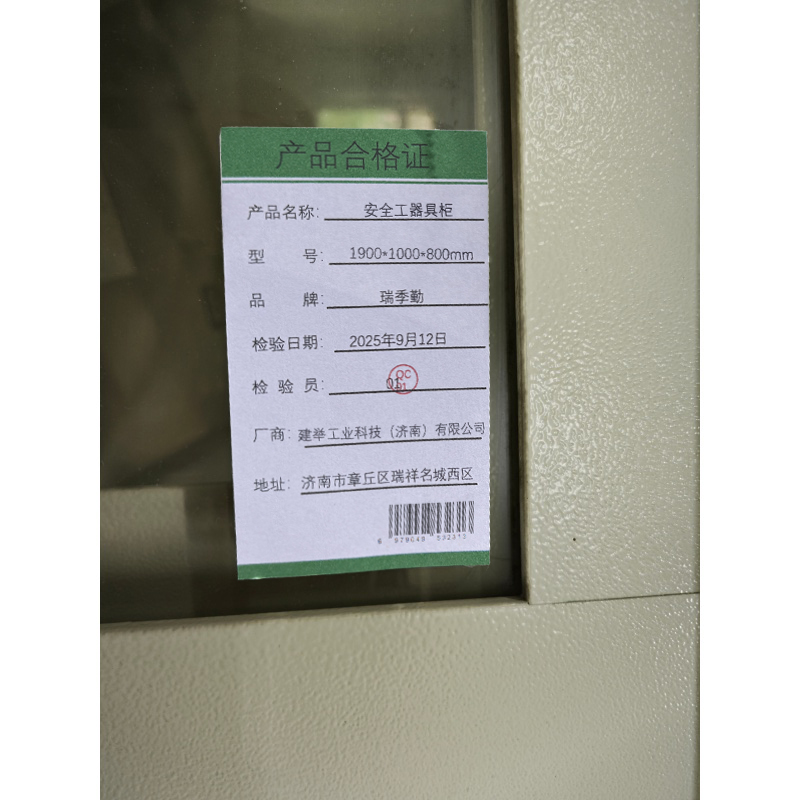 产品合格证
产品名称: 安全工器具柜
型 号: 1900*1000*800mm
品 牌: 瑞季勤
检验日期: 2025年9月12日
检 验 员: 01
QC
01
厂商: 建举工业科技（济南）有限公司
地址: 济南市章丘区瑞祥名城西区